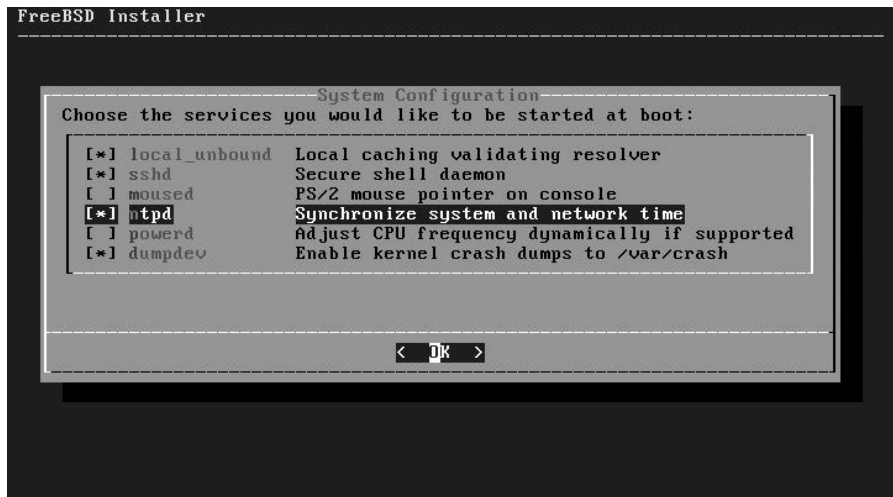 FreeBSD Installer
System Configuration
Choose the services you would like to be started at boot:
[*] local_unbound Local caching validating resolver
[*] sshd Secure shell daemon
[ ] moused PS/2 mouse pointer on console
[*] ntpd Synchronize system and network time
[ ] powerd Adjust CPU frequency dynamically if supported
[*] dumpdev Enable kernel crash dumps to /var/crash
< OK >